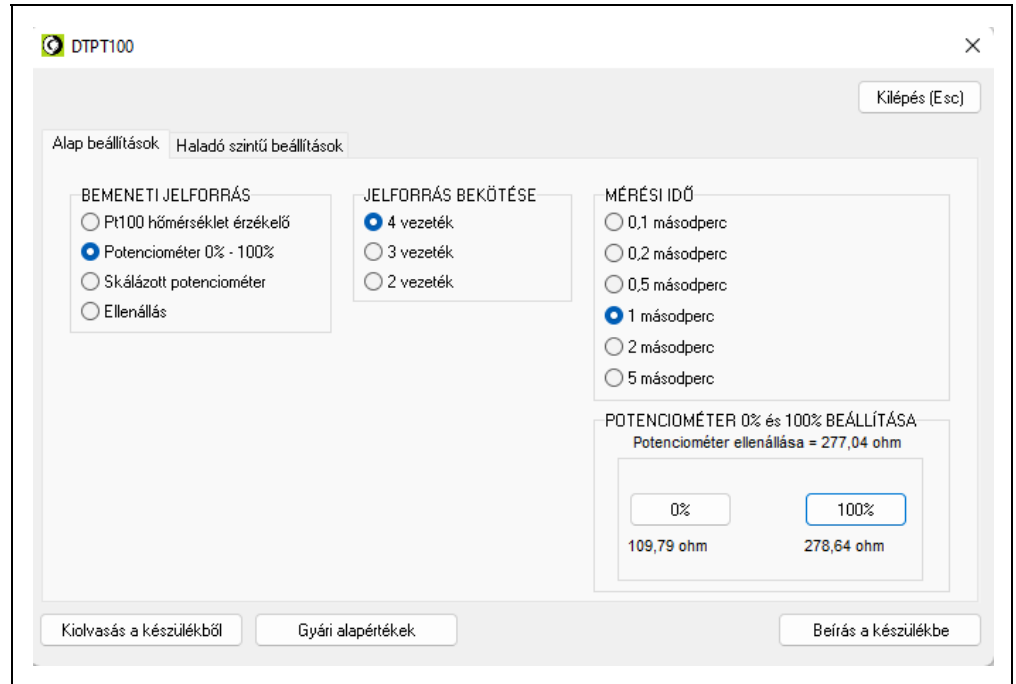 DTPT100
Kilépés (Esc)
Alap beállítások
Haladó szintű beállítások
BEMENETI JELFORRÁS
Pt100 hőmérséklet érzékelő
Potenciométer 0% - 100%
Skálázott potenciométer
Ellenállás
JELFORRÁS BEKÖTÉSE
4 vezeték
3 vezeték
2 vezeték
MÉRÉSI IDŐ
0,1 másodperc
0,2 másodperc
0,5 másodperc
1 másodperc
2 másodperc
5 másodperc
POTENCIOMÉTER 0% és 100% BEÁLLÍTÁSA
Potenciométer ellenállása = 277,04 ohm
0%
100%
109,79 ohm
278,64 ohm
Kiolvasás a készülékből
Gyári alapértékek
Beírás a készülékbe